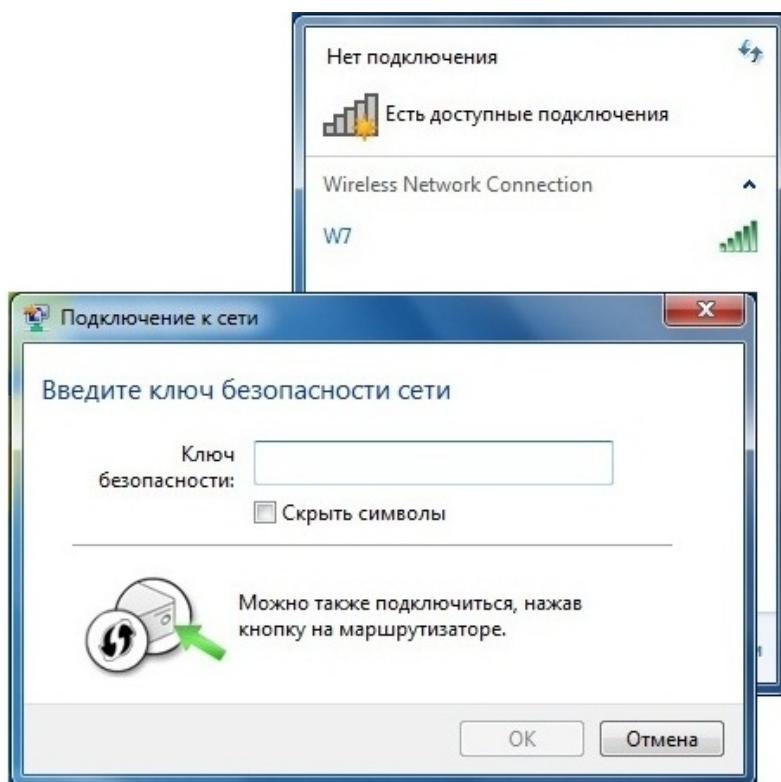 Нет подключения
Есть доступные подключения
Wireless Network Connection
W7
Подключение к сети
Введите ключ безопасности сети
Ключ
безопасности:
Скрыть символы
Можно также подключиться, нажав
кнопку на маршрутизаторе.
OK
Отмена